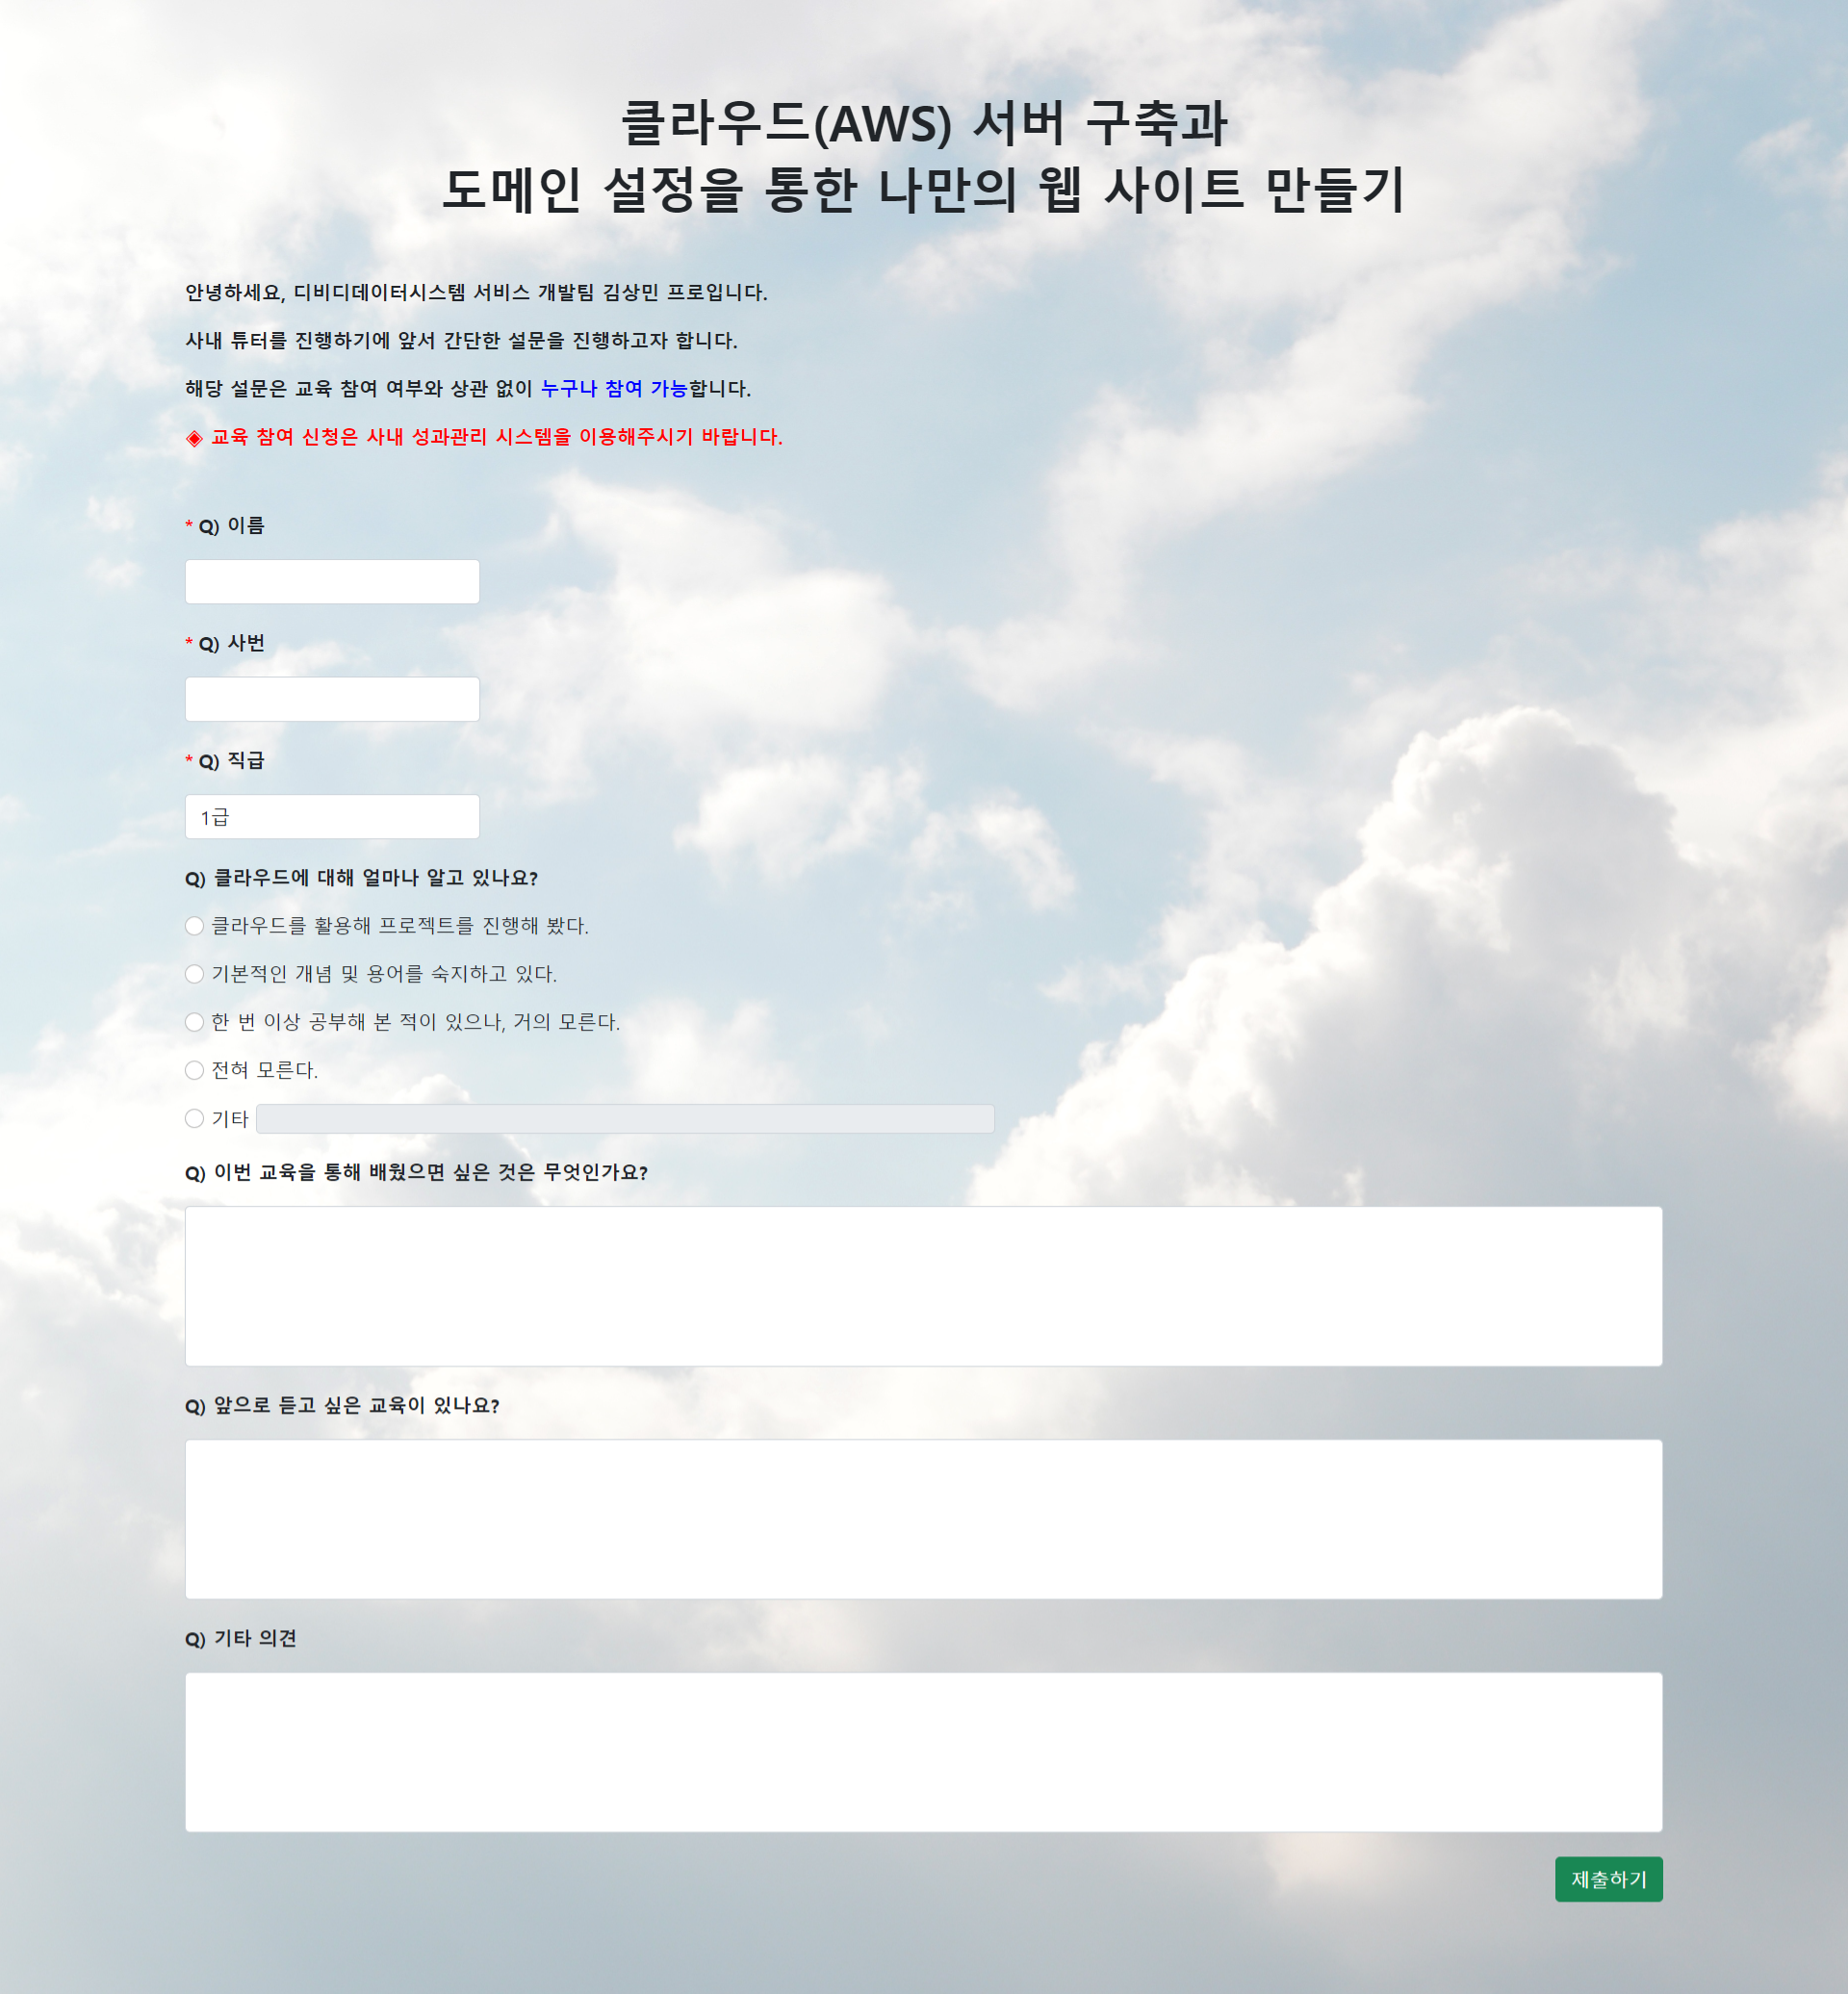 클라우드(AWS) 서버 구축과
도메인 설정을 통한 나만의 웹 사이트 만들기
안녕하세요, 디비디데이터시스템 서비스 개발팀 김상민 프로입니다.
사내 튜터를 진행하기에 앞서 간단한 설문을 진행하고자 합니다.
해당 설문은 교육 참여 여부와 상관 없이 누구나 참여 가능합니다.
◈ 교육 참여 신청은 사내 성과관리 시스템을 이용해주시기 바랍니다.
* Q) 이름
* Q) 사번
* Q) 직급
1급
Q) 클라우드에 대해 얼마나 알고 있나요?
클라우드를 활용해 프로젝트를 진행해 봤다.
기본적인 개념 및 용어를 숙지하고 있다.
한 번 이상 공부해 본 적이 있으나, 거의 모른다.
전혀 모른다.
기타
Q) 이번 교육을 통해 배웠으면 싶은 것은 무엇인가요?
Q) 앞으로 듣고 싶은 교육이 있나요?
Q) 기타 의견
제출하기